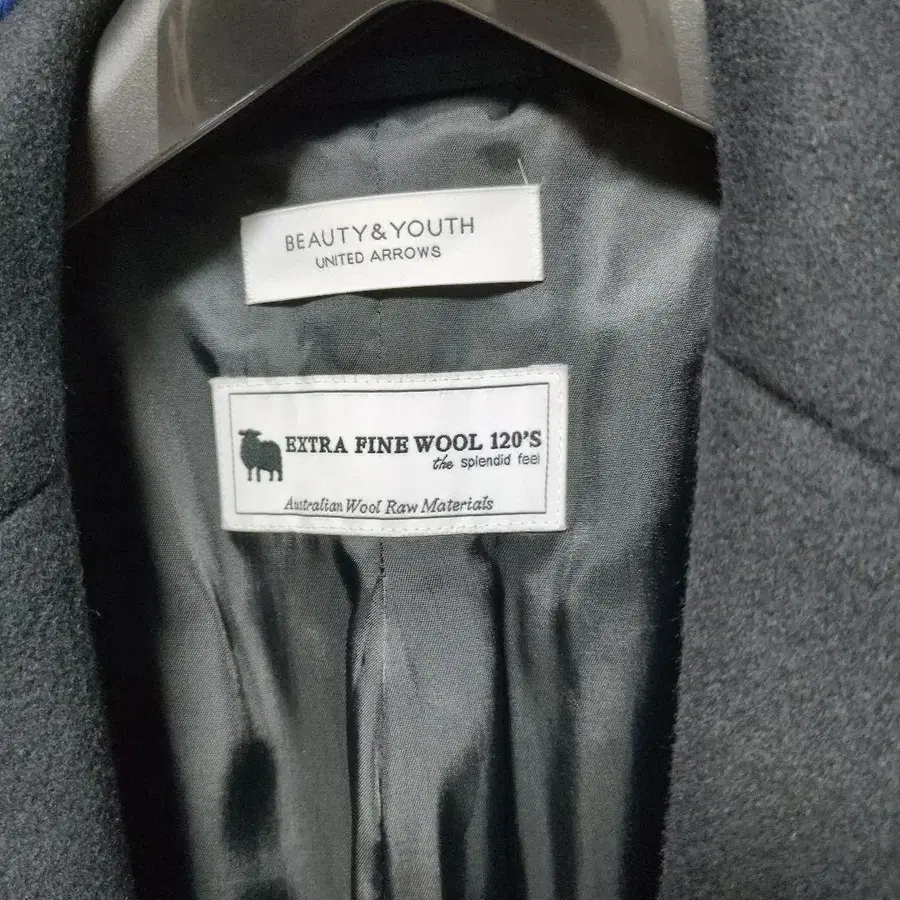 BEAUTY&YOUTH
UNITED ARROWS
EXTRA FINE WOOL 120'S
the splendid feel
Australian Wool Raw Materials